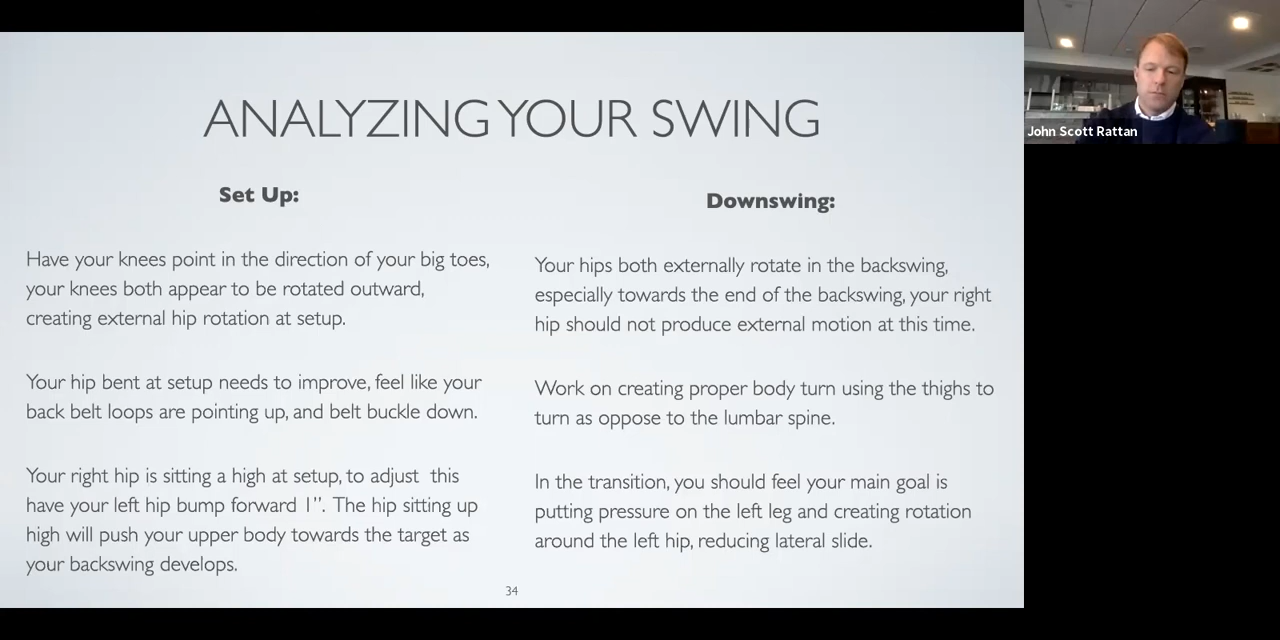 ANALYZING YOUR SWING
Set Up:
Have your knees point in the direction of your big toes,
your knees both appear to be rotated outward,
creating external hip rotation at setup.
Your hip bent at setup needs to improve, feel like your
back belt loops are pointing up, and belt buckle down.
Your right hip is sitting a high at setup, to adjust  this
have your left hip bump forward 1”. The hip sitting up
high will push your upper body towards the target as
your backswing develops.
Downswing:
Your hips both externally rotate in the backswing,
especially towards the end of the backswing, your right
hip should not produce external motion at this time.
Work on creating proper body turn using the thighs to
turn as oppose to the lumbar spine.
In the transition, you should feel your main goal is
putting pressure on the left leg and creating rotation
around the left hip, reducing lateral slide.
34
John Scott Rattan